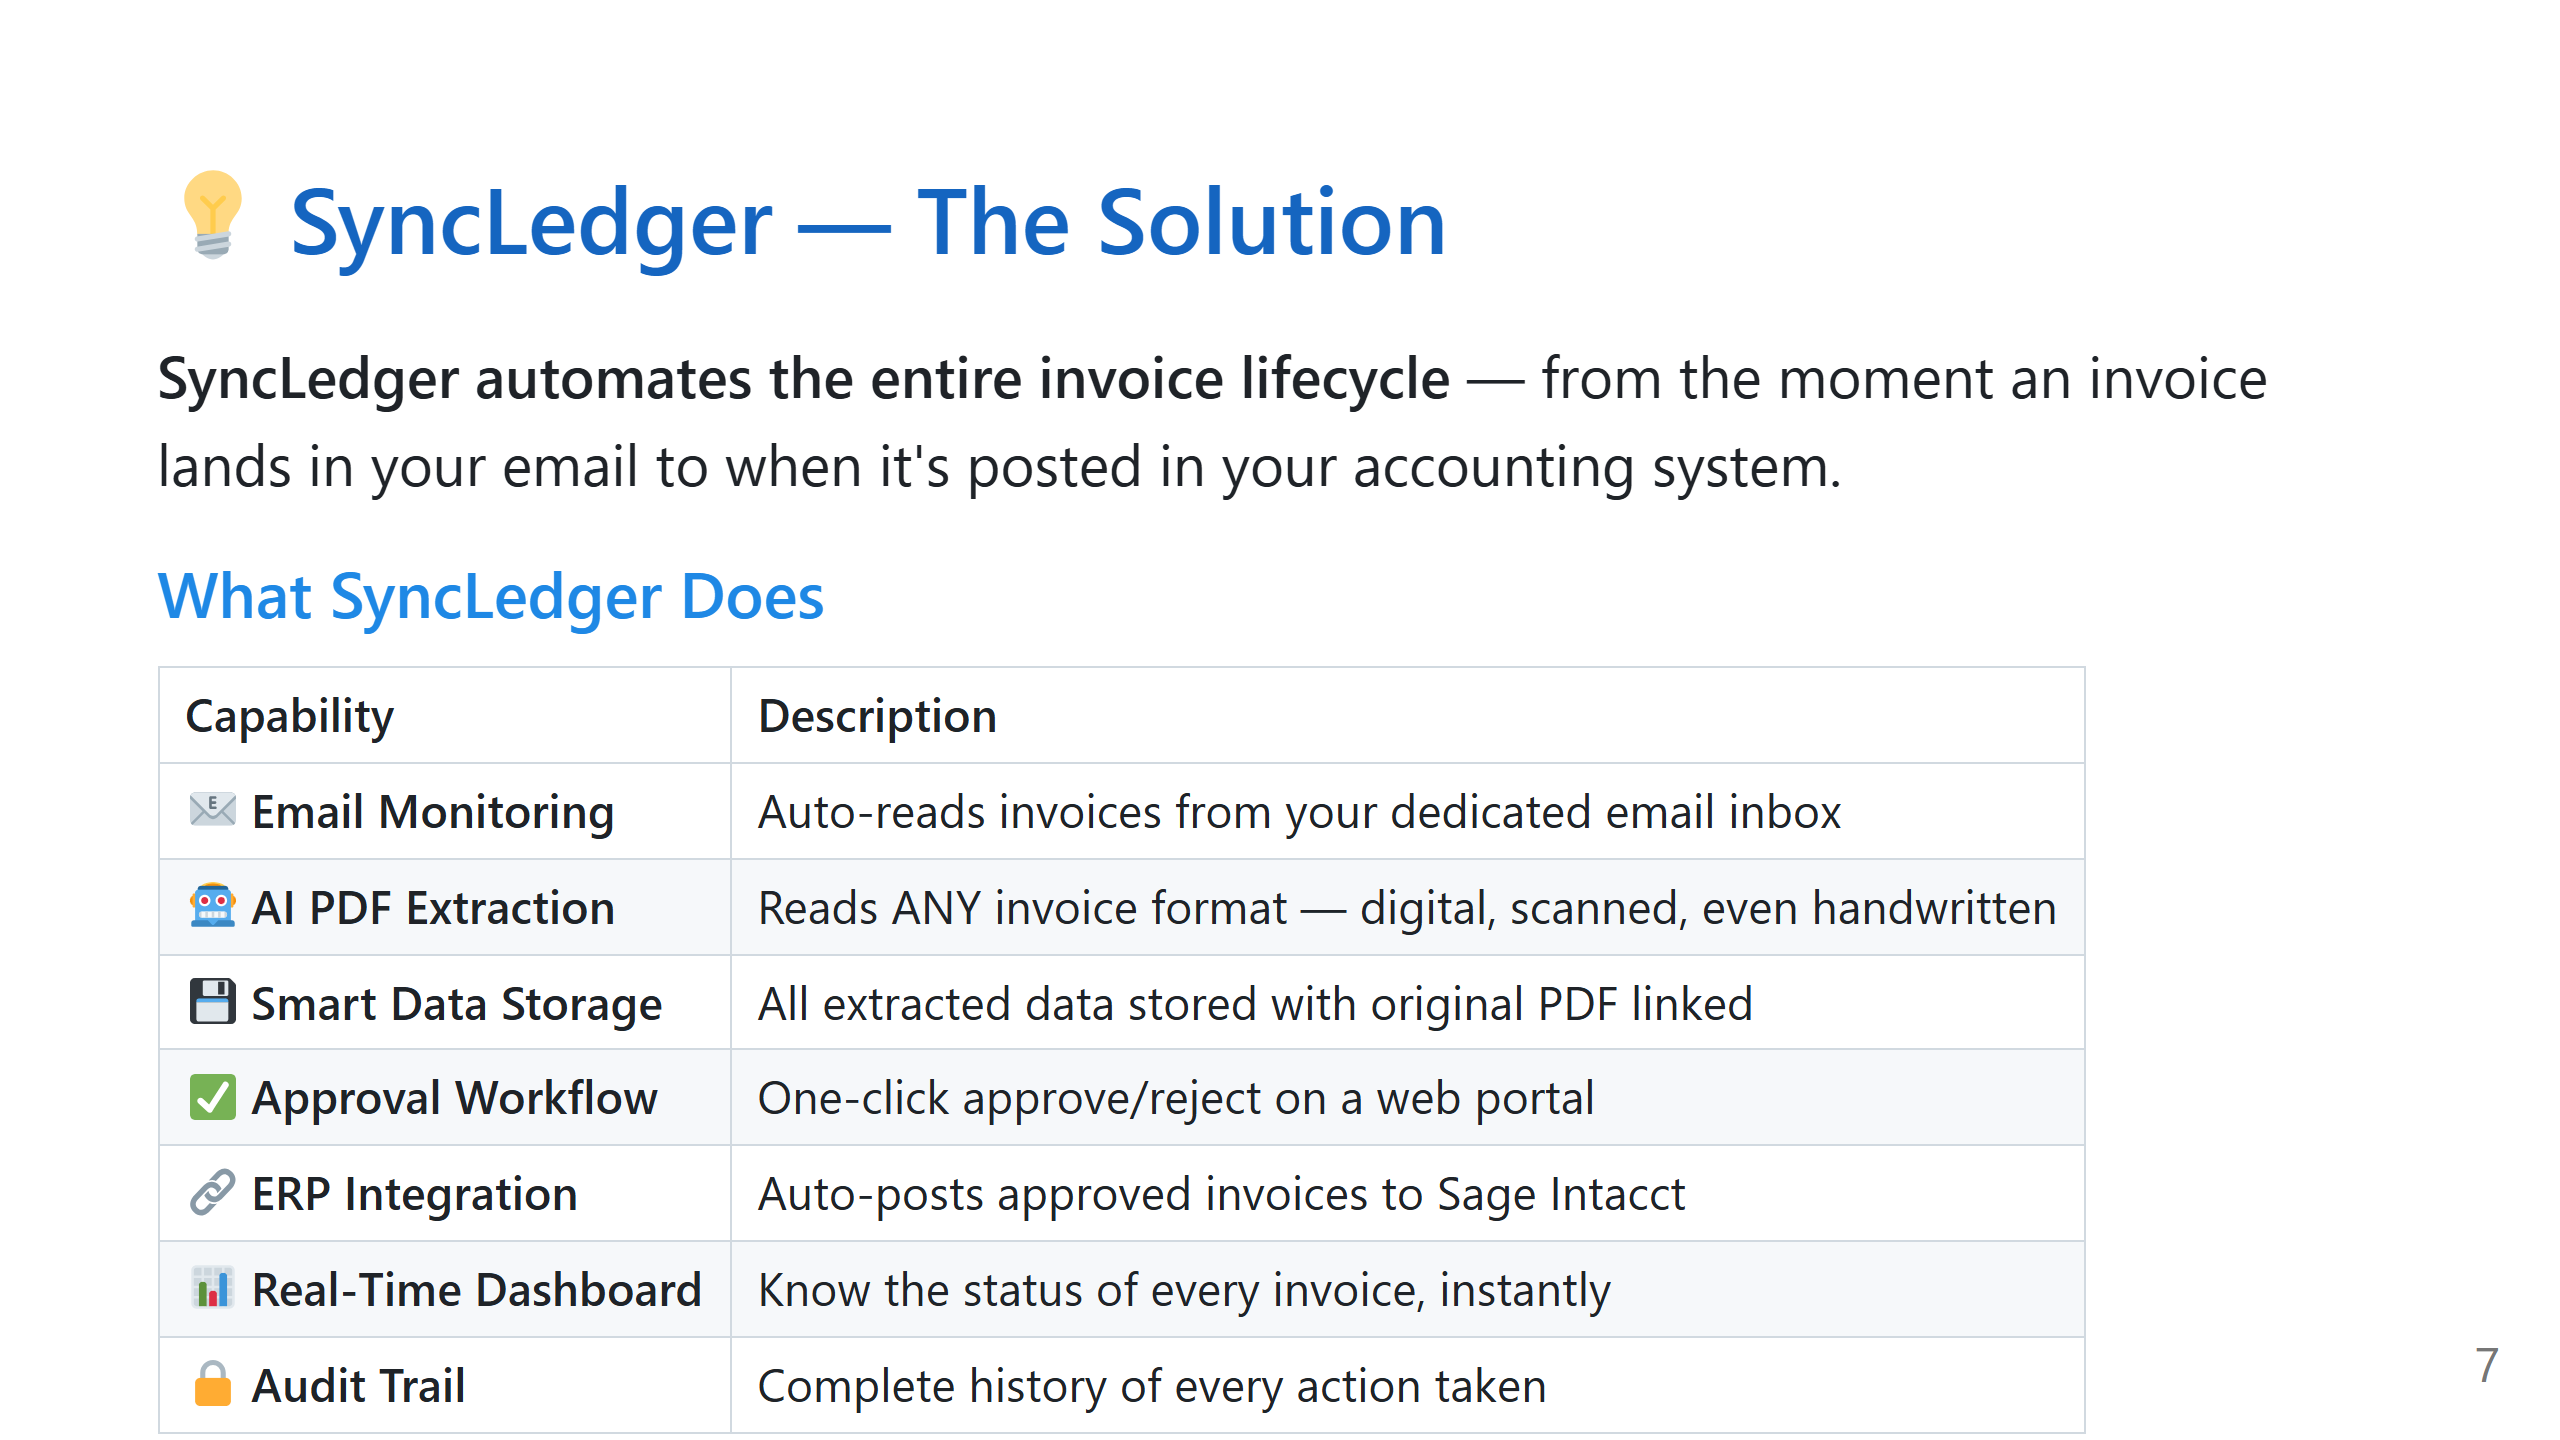 SyncLedger — The Solution
SyncLedger automates the entire invoice lifecycle — from the moment an invoice
lands in your email to when it's posted in your accounting system.
What SyncLedger Does
Capability Description
Email Monitoring Auto-reads invoices from your dedicated email inbox
AI PDF Extraction Reads ANY invoice format — digital, scanned, even handwritten
Smart Data Storage All extracted data stored with original PDF linked
Approval Workflow One-click approve/reject on a web portal
ERP Integration Auto-posts approved invoices to Sage Intacct
Real-Time Dashboard Know the status of every invoice, instantly
Audit Trail Complete history of every action taken
7